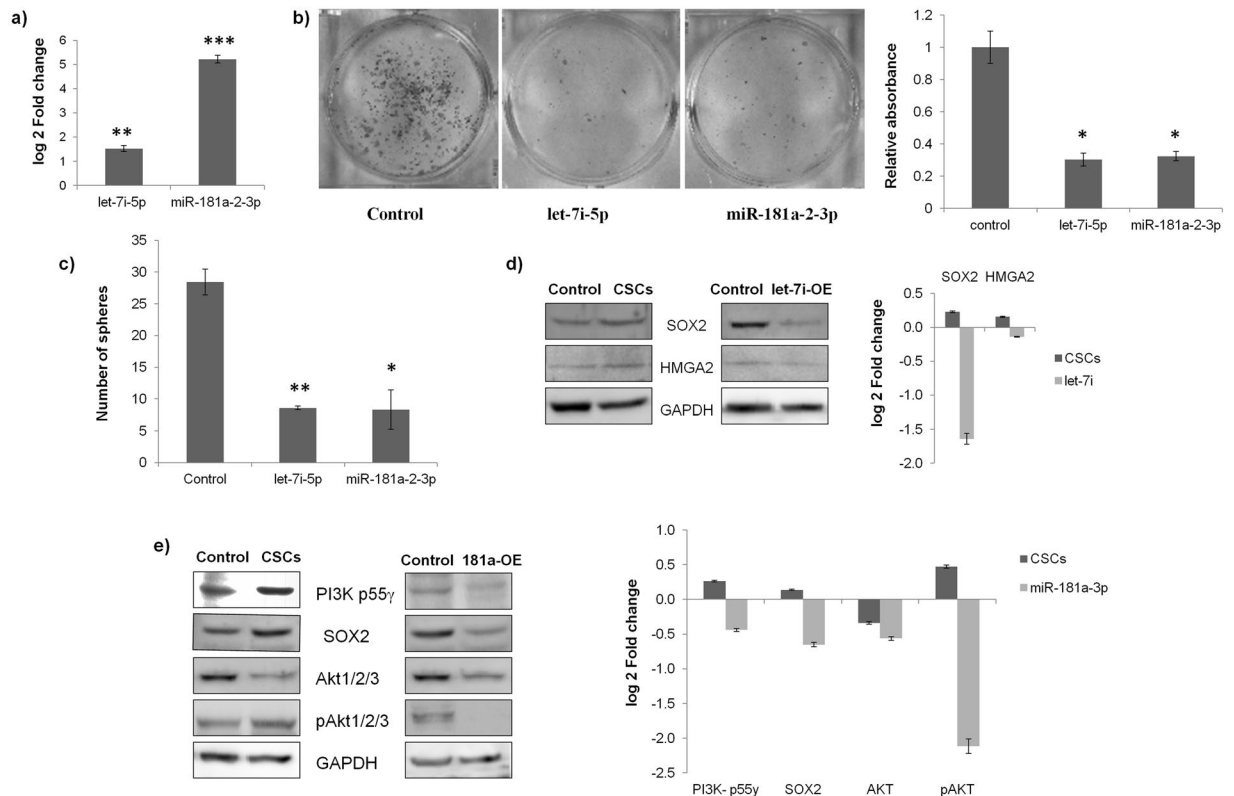 a)
log 2 Fold change
6
5
4
3
2
1
0
**
***
let-7i-5p miR-181a-2-3p
b)
Control let-7i-5p miR-181a-2-3p
Relative absorbance
1.2
1
0.8
0.6
0.4
0.2
0
*
*
control let-7i-5p miR-181a-2-3p
c)
Number of spheres
35
30
25
20
15
10
5
0
**
*
Control let-7i-5p miR-181a-2-3p
d)
Control CSCs Control let-7i-OE
SOX2
HMGA2
GAPDH
SOX2 HMGA2
log 2 Fold change
0.5
0.0
-0.5
-1.0
-1.5
-2.0
CSCs
let-7i
e)
Control CSCs Control 181a-OE
PI3K p55γ
SOX2
Akt1/2/3
pAkt1/2/3
GAPDH
log 2 Fold change
1.0
0.5
0.0
-0.5
-1.0
-1.5
-2.0
-2.5
CSCs
miR-181a-3p
PI3K- p55y SOX2 AKT pAKT